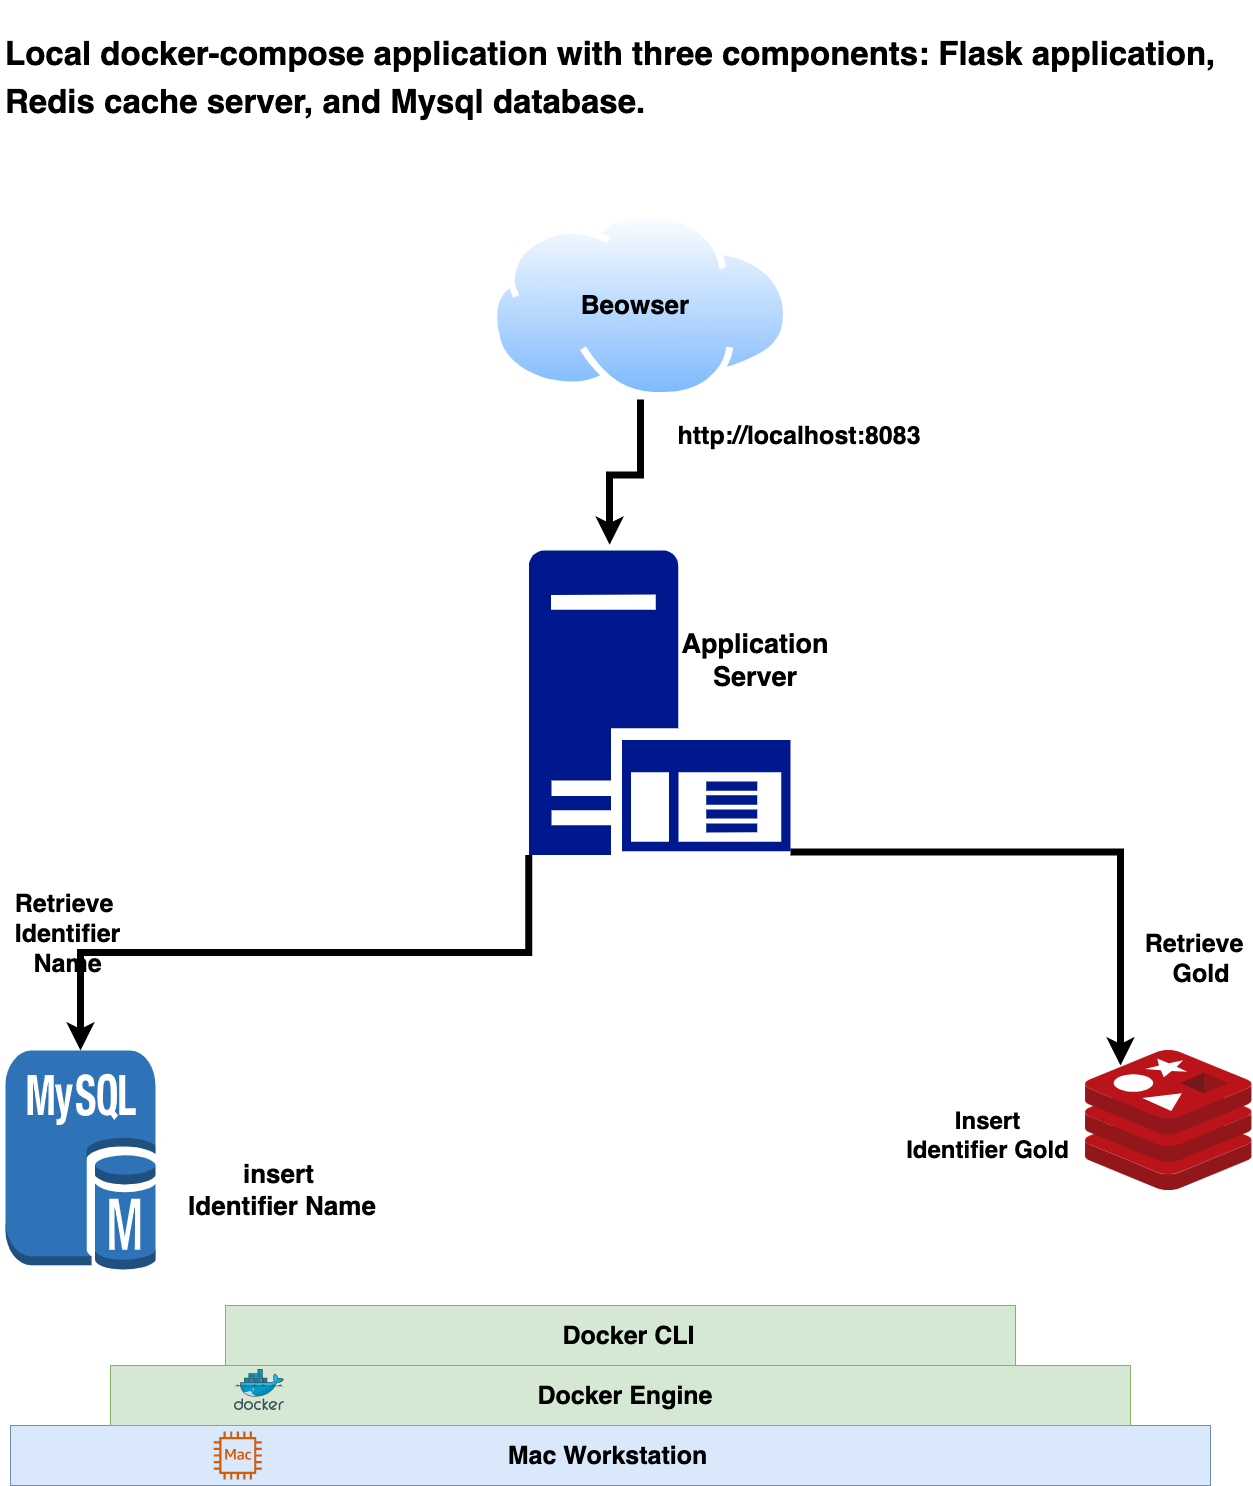 Local docker-compose application with three components: Flask application,
Redis cache server, and Mysql database.
Beowser
http://localhost:8083
Application
Server
Retrieve
Identifier
Name
Retrieve
Gold
MySQL
M
insert
Identifier Name
Insert
Identifier Gold
Docker CLI
docker
Docker Engine
Mac
Mac Workstation